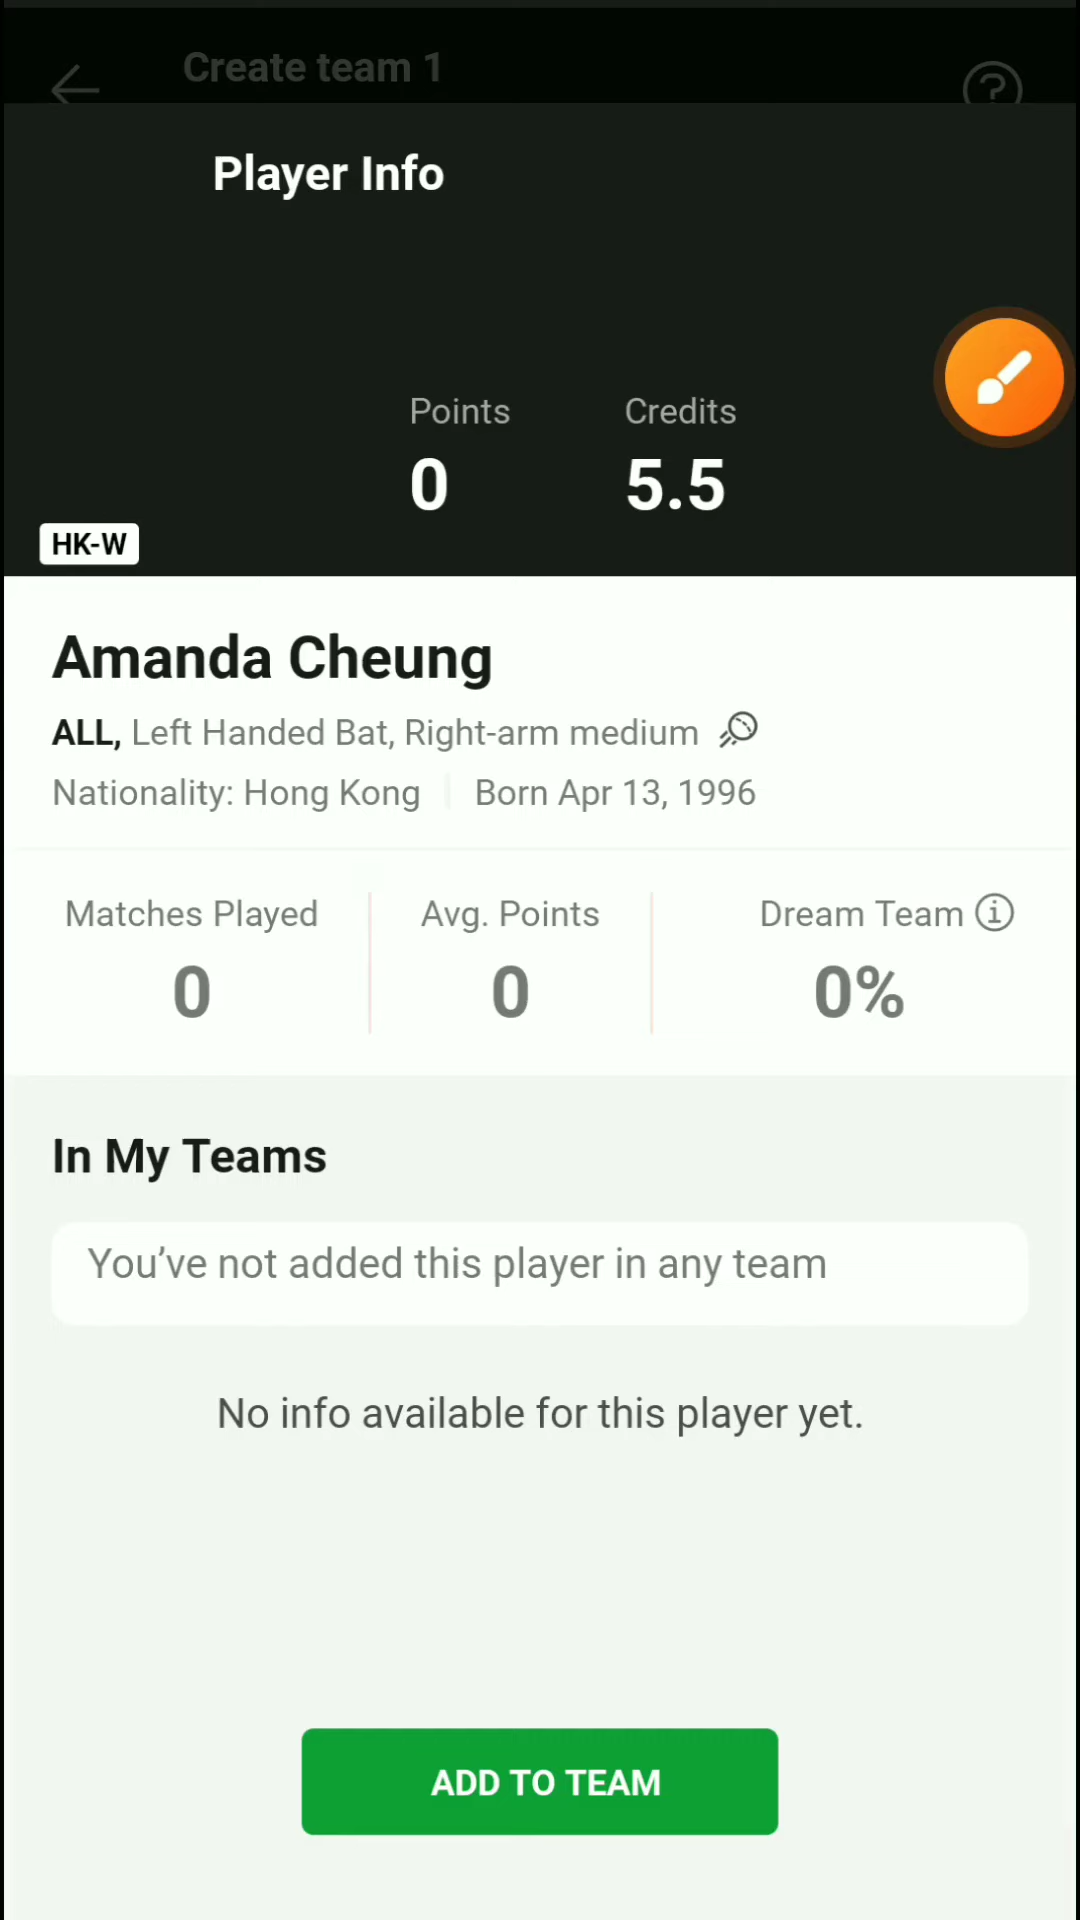 Create team 1
Player Info
Points Credits
0 5.5
HK-W
Amanda Cheung
ALL, Left Handed Bat, Right-arm medium
Nationality: Hong Kong Born Apr 13, 1996
Matches Played Avg. Points Dream Team
0 0 0%
In My Teams
You’ve not added this player in any team
No info available for this player yet.
ADD TO TEAM